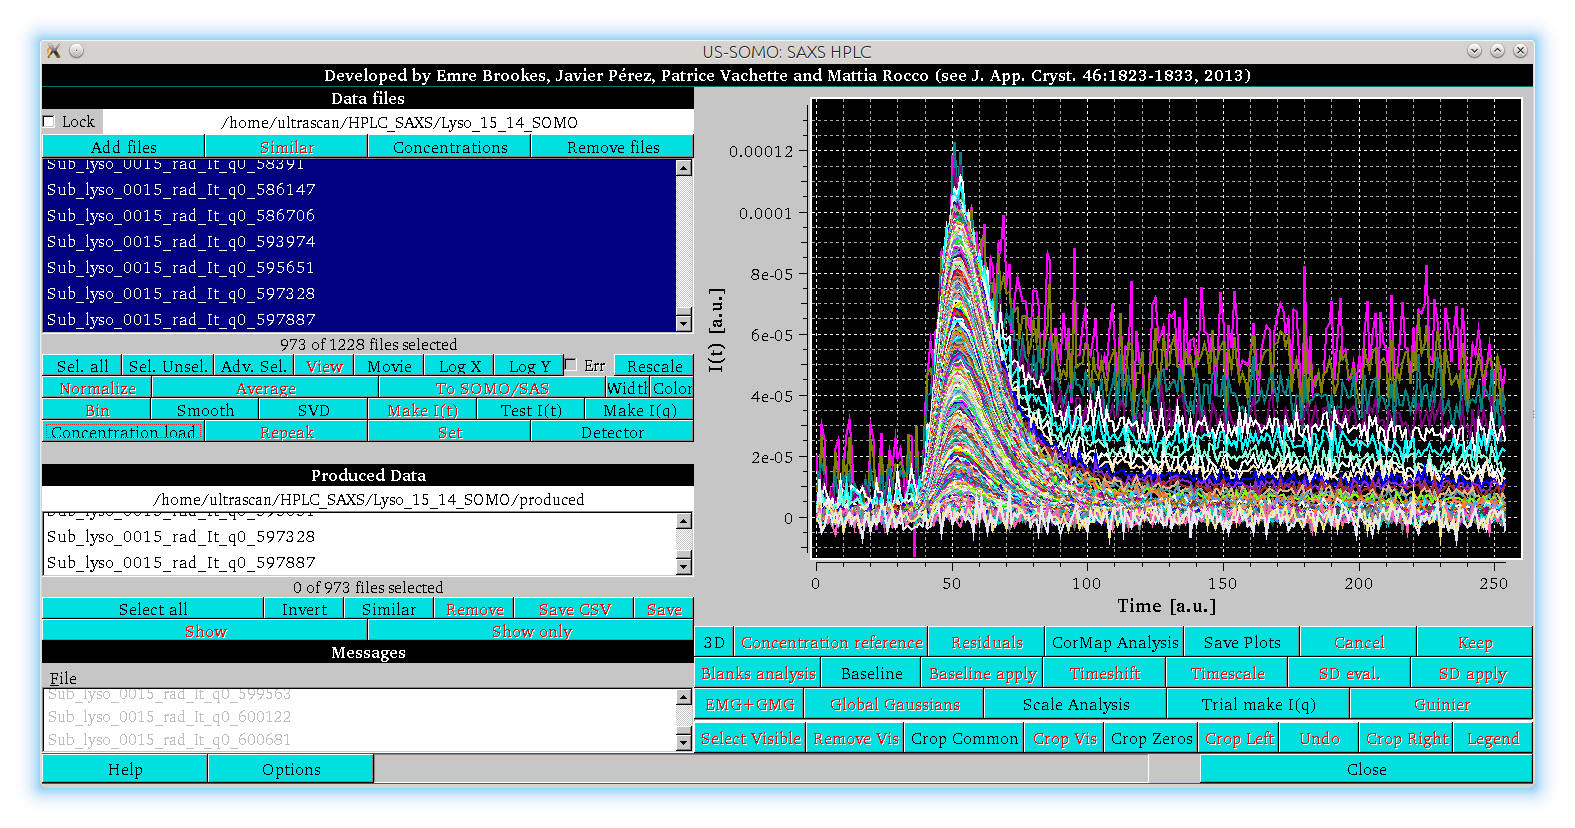 US-SOMO: SAXS HPLC
Developed by Emre Brookes, Javier Pérez, Patrice Vachette and Mattia Rocco (see J. App. Cryst. 46:1823-1833, 2013)
Data files
Lock /home/ultrascan/HPLC_SAXS/Lyso_15_14_SOMO
Add files Similar Concentrations Remove files
Sub_lyso_0015_rad_It_q0_58391
Sub_lyso_0015_rad_It_q0_586147
Sub_lyso_0015_rad_It_q0_586706
Sub_lyso_0015_rad_It_q0_593974
Sub_lyso_0015_rad_It_q0_595651
Sub_lyso_0015_rad_It_q0_597328
Sub_lyso_0015_rad_It_q0_597887
973 of 1228 files selected
Sel. all Sel. Unsel. Adv. Sel. View Movie Log X Log Y Err Rescale
Normalize Average To SOMO/SAS Width Color
Bin Smooth SVD Make I(t) Test I(t) Make I(q)
Concentration load Repeak Set Detector
Produced Data
/home/ultrascan/HPLC_SAXS/Lyso_15_14_SOMO/produced
Sub_lyso_0015_rad_It_q0_595651
Sub_lyso_0015_rad_It_q0_597328
Sub_lyso_0015_rad_It_q0_597887
0 of 973 files selected
Select all Invert Similar Remove Save CSV Save
Show Show only
Messages
File
Sub_lyso_0015_rad_It_q0_599563
Sub_lyso_0015_rad_It_q0_600122
Sub_lyso_0015_rad_It_q0_600681
Help Options
I(t) [a.u.]
0.00012
0.0001
8e-05
6e-05
4e-05
2e-05
0
0 50 100 150 200 250
Time [a.u.]
3D Concentration reference Residuals CorMap Analysis Save Plots Cancel Keep
Blanks analysis Baseline Baseline apply Timeshift Timescale SD eval. SD apply
EMG+GMG Global Gaussians Scale Analysis Trial make I(q) Guinier
Select Visible Remove Vis Crop Common Crop Vis Crop Zeros Crop Left Undo Crop Right Legend
Close